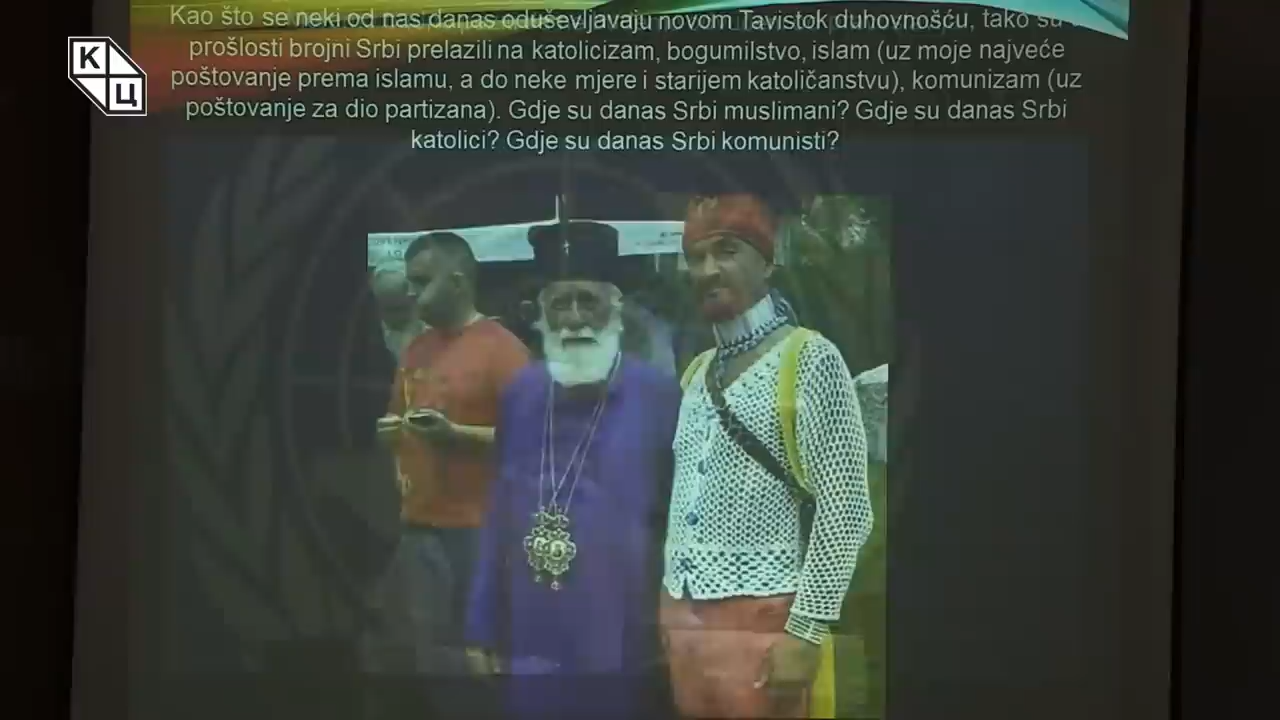 Kao što se neki od nas danas oduševljavaju novom Tavistok duhovnošću, tako su u
prošlosti brojni Srbi prelazili na katolicizam, bogumilstvo, islam (uz moje najveće
poštovanje prema islamu, a do neke mjere i starijem katoličanstvu), komunizam (uz
poštovanje za dio partizana). Gdje su danas Srbi muslimani? Gdje su danas Srbi
katolici? Gdje su danas Srbi komunisti?
К
Ц